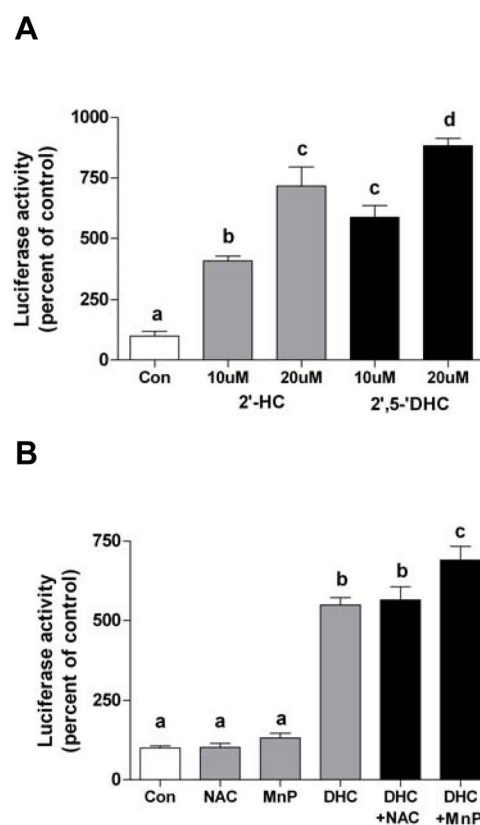 A
Luciferase activity
(percent of control)
1000
750
500
250
0
a
b
c
c
d
Con
10uM
20uM
10uM
20uM
2'-HC
2',5-'DHC
B
Luciferase activity
(percent of control)
750
500
250
0
a
a
a
b
b
c
Con
NAC
MnP
DHC
DHC
+NAC
DHC
+MnP